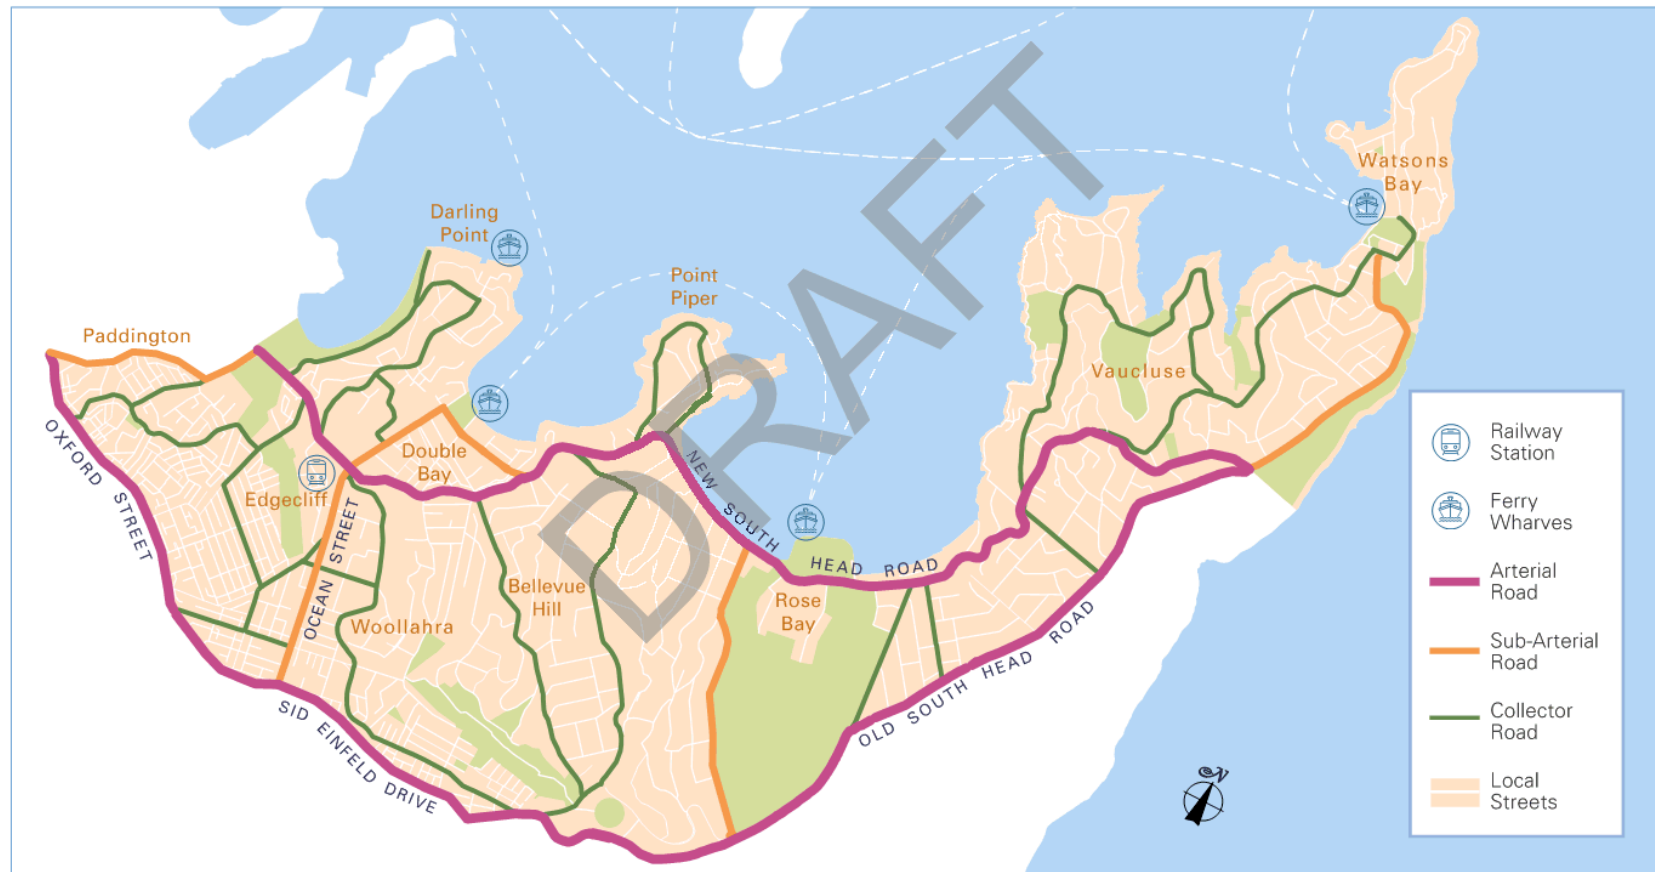 Watsons
Bay
Darling
Point
Point
Piper
Paddington
Vaucluse
DRAFT
OXFORD STREET
Double
Bay
Edgecliff
OCEAN STREET
NEW SOUTH HEAD ROAD
Bellevue
Hill
Rose
Bay
Woollahra
SID EINFELD DRIVE
OLD SOUTH HEAD ROAD
N
Railway
Station
Ferry
Wharves
Arterial
Road
Sub-Arterial
Road
Collector
Road
Local
Streets